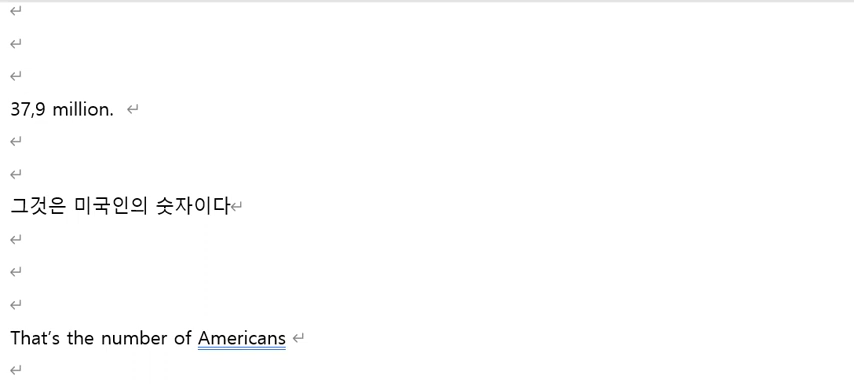 37,9 million.
그것은 미국인의 숫자이다
That's the number of Americans